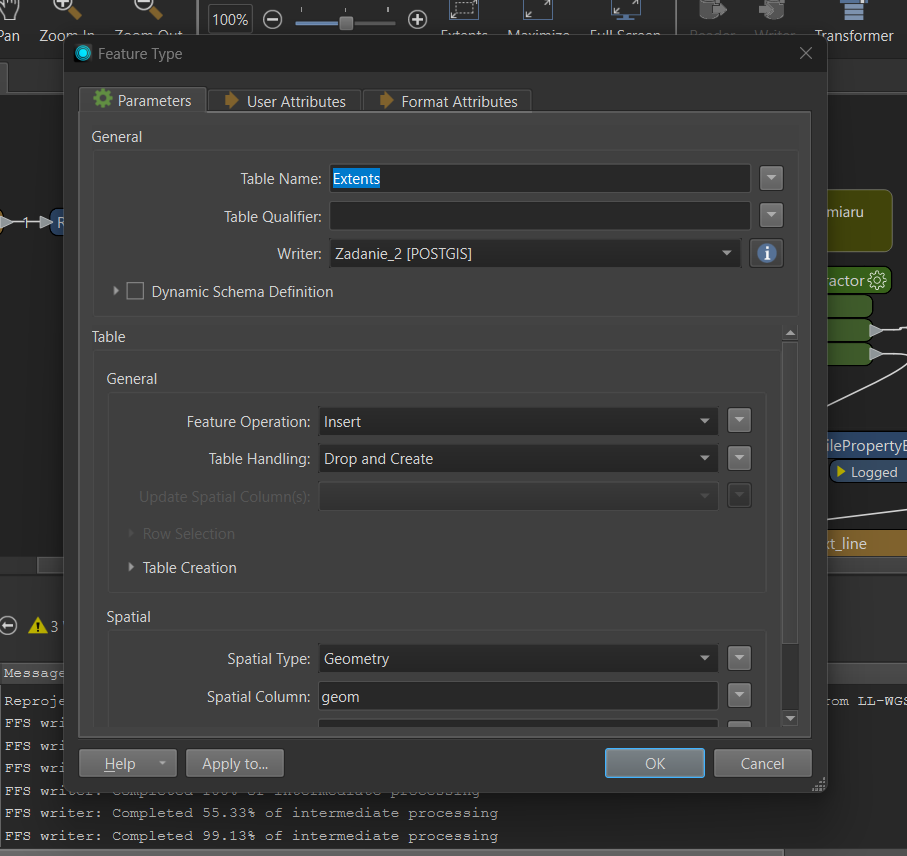 100%
Zoom In
Zoom Out
Extents
Maximize
Full Screen
Reader
Writer
Transformer
Feature Type
Parameters
User Attributes
Format Attributes
General
Table Name: Extents
Table Qualifier:
Writer: Zadanie_2 [POSTGIS]
Dynamic Schema Definition
Table
General
Feature Operation: Insert
Table Handling: Drop and Create
Update Spatial Column(s):
Row Selection
Table Creation
Spatial
Spatial Type: Geometry
Spatial Column: geom
Help
Apply to...
OK
Cancel
1
R
miaru
ractor
ilePropertyE
Logged
t_line
3
Message
Reproje
rom LL-WGS
FFS wri
FFS wri
FFS wri
FFS writer: Completed 100% of intermediate processing
FFS writer: Completed 55.33% of intermediate processing
FFS writer: Completed 99.13% of intermediate processing